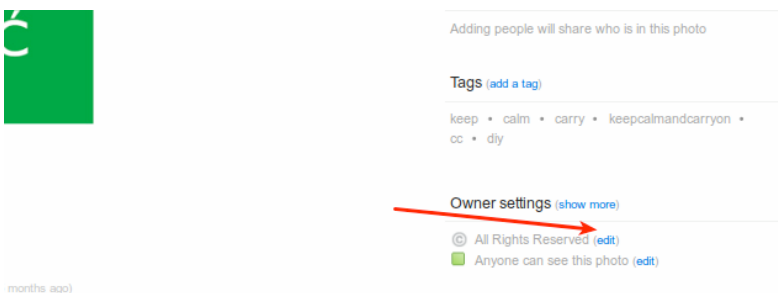 ć
Adding people will share who is in this photo
Tags (add a tag)
keep • calm • carry • keepcalmandcarryon •
cc • diy
Owner settings (show more)
© All Rights Reserved (edit)
Anyone can see this photo (edit)
months ago)